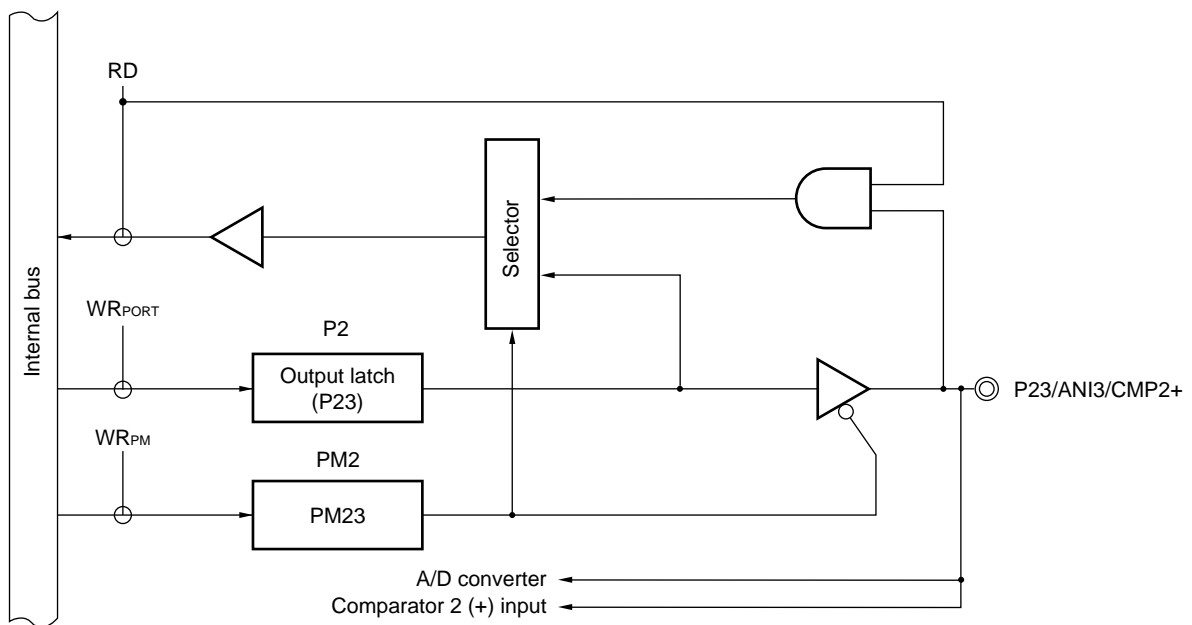 RD
Selector
Internal bus
WRPORT
P2
Output latch
(P23)
P23/ANI3/CMP2+
WRPM
PM2
PM23
A/D converter
Comparator 2 (+) input